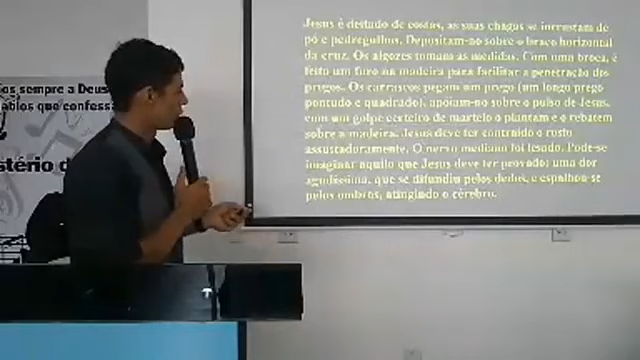 os sempre a Deus
ábios que confess
stério d
Jesus é deitado de costas, as suas chagas se incrustam de
pó e pedregulhos. Depositam-no sobre o braço horizontal
da cruz. Os algozes tomam as medidas. Com uma broca, é
feito um furo na madeira para facilitar a penetração dos
pregos. Os carrascos pegam um prego (um longo prego
pontudo e quadrado), apóiam-no sobre o pulso de Jesus,
com um golpe certeiro de martelo o plantam e o rebatem
sobre a madeira. Jesus deve ter contraído o rosto
assustadoramente. O nervo mediano foi lesado. Pode-se
imaginar aquilo que Jesus deve ter provado: uma dor
agudíssima, que se difundiu pelos dedos, e espalhou-se
pelos ombros, atingindo o cérebro.